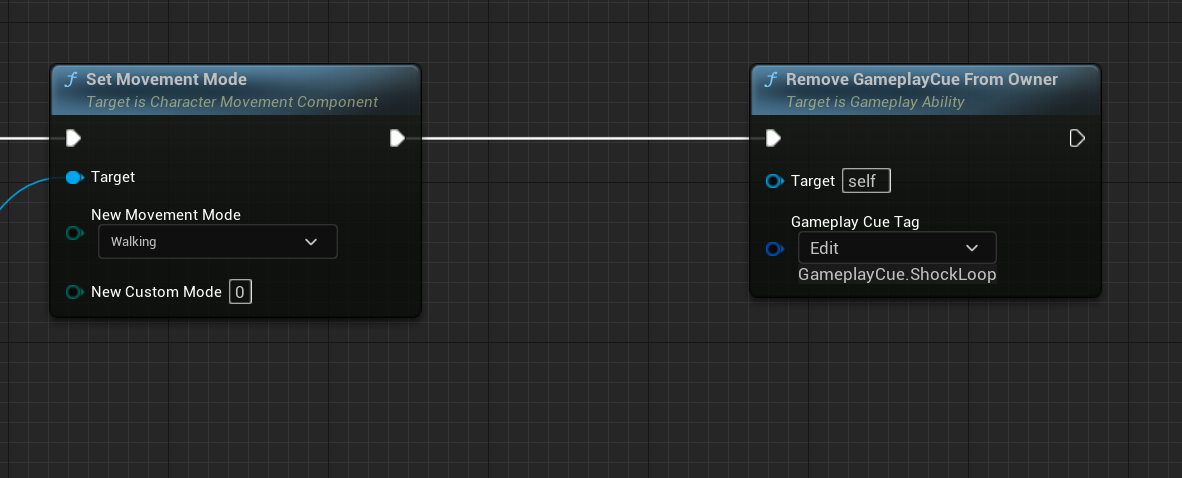 Set Movement Mode
Target is Character Movement Component
Target
New Movement Mode
Walking
New Custom Mode 0
Remove GameplayCue From Owner
Target is Gameplay Ability
Target self
Gameplay Cue Tag
Edit
GameplayCue.ShockLoop